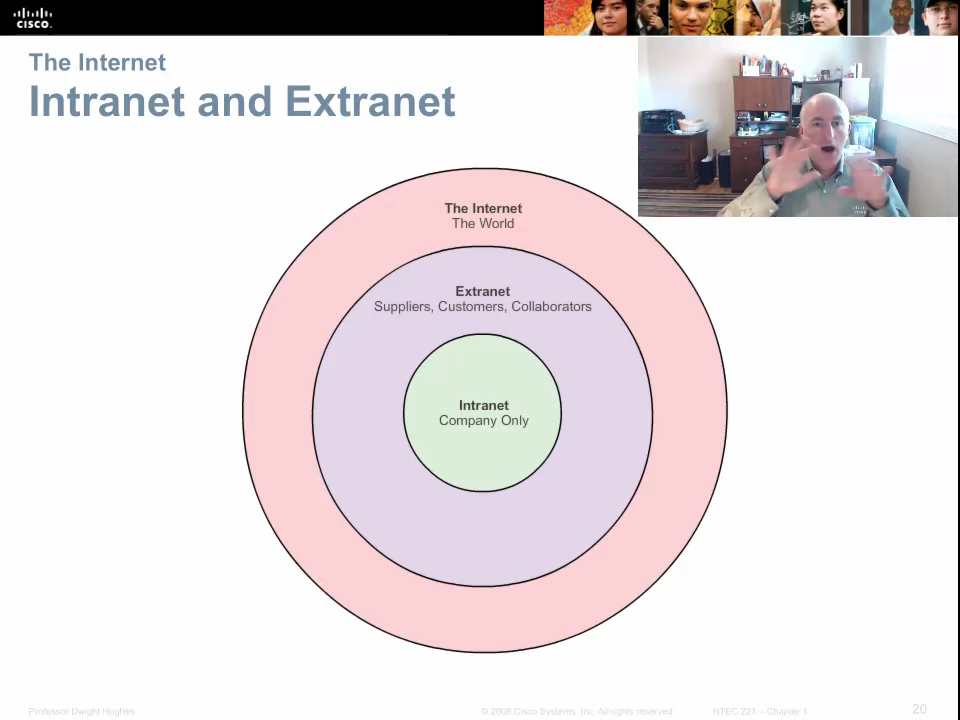 CISCO
The Internet
Intranet and Extranet
The Internet
The World
Extranet
Suppliers, Customers, Collaborators
Intranet
Company Only
Professor Dwight Hughes
© 2008 Cisco Systems, Inc. All rights reserved
NTEC 221 – Chapter 1
20